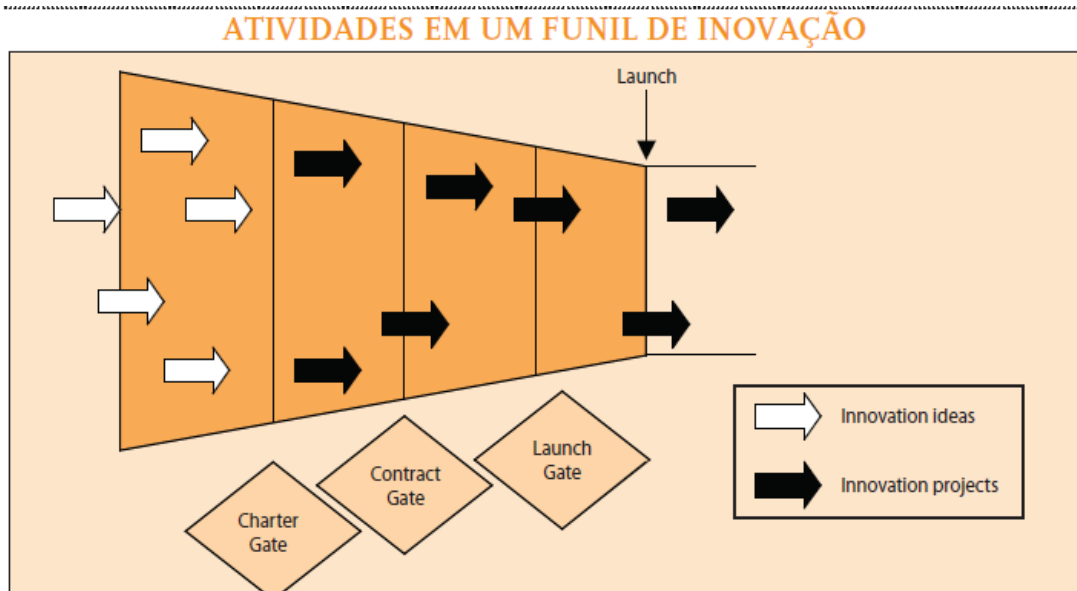 ATIVIDADES EM UM FUNIL DE INOVAÇÃO
Launch
Launch
Gate
Contract
Gate
Charter
Gate
Innovation ideas
Innovation projects